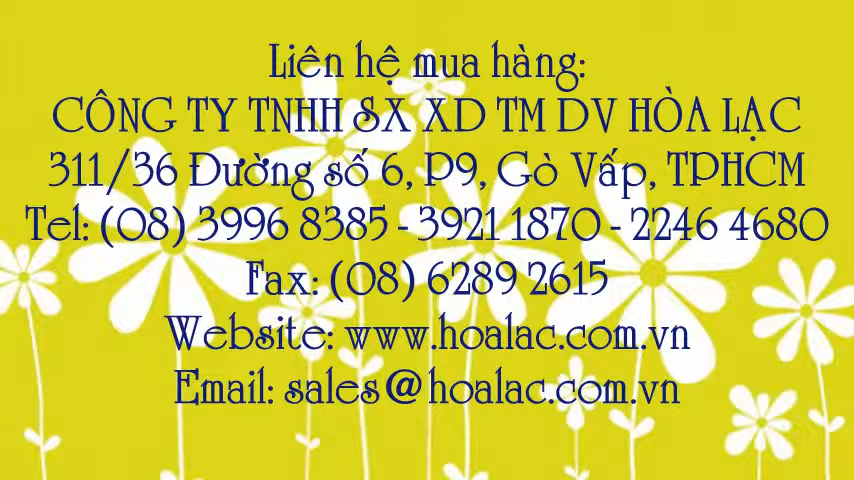 Liên hệ mua hàng:
CÔNG TY TNHH SX XD TM DV HÒA LẠC
311/36 Đường số 6, P9, Gò Vấp, TPHCM
Tel: (08) 3996 8385 - 3921 1870 - 2246 4680
Fax: (08) 6289 2615
Website: www.hoalac.com.vn
Email: sales@hoalac.com.vn